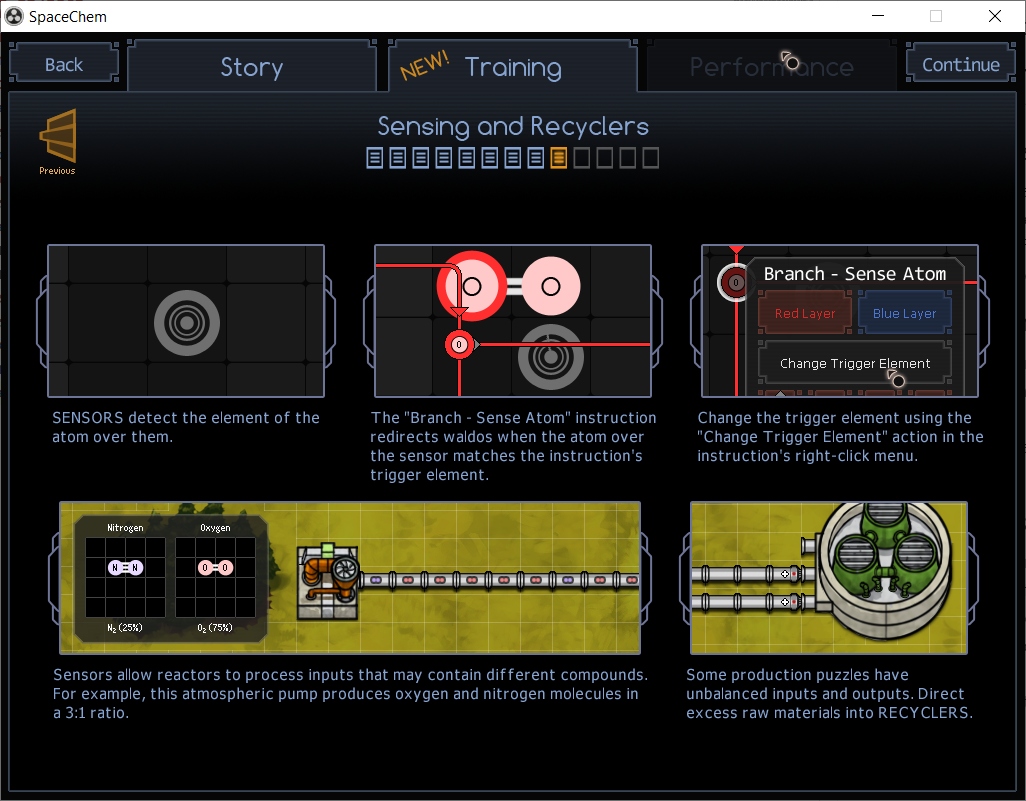 SpaceChem
Back
Story
NEW!
Training
Performance
Continue
Sensing and Recyclers
Previous
SENSORS detect the element of the
atom over them.
O O
O
The "Branch - Sense Atom" instruction
redirects waldos when the atom over
the sensor matches the instruction's
trigger element.
O
Branch - Sense Atom
Red Layer
Blue Layer
Change Trigger Element
Change the trigger element using the
"Change Trigger Element" action in the
instruction's right-click menu.
Nitrogen Oxygen
N N O O
N₂ (25%) O₂ (75%)
Sensors allow reactors to process inputs that may contain different compounds.
For example, this atmospheric pump produces oxygen and nitrogen molecules in
a 3:1 ratio.
Some production puzzles have
unbalanced inputs and outputs. Direct
excess raw materials into RECYCLERS.